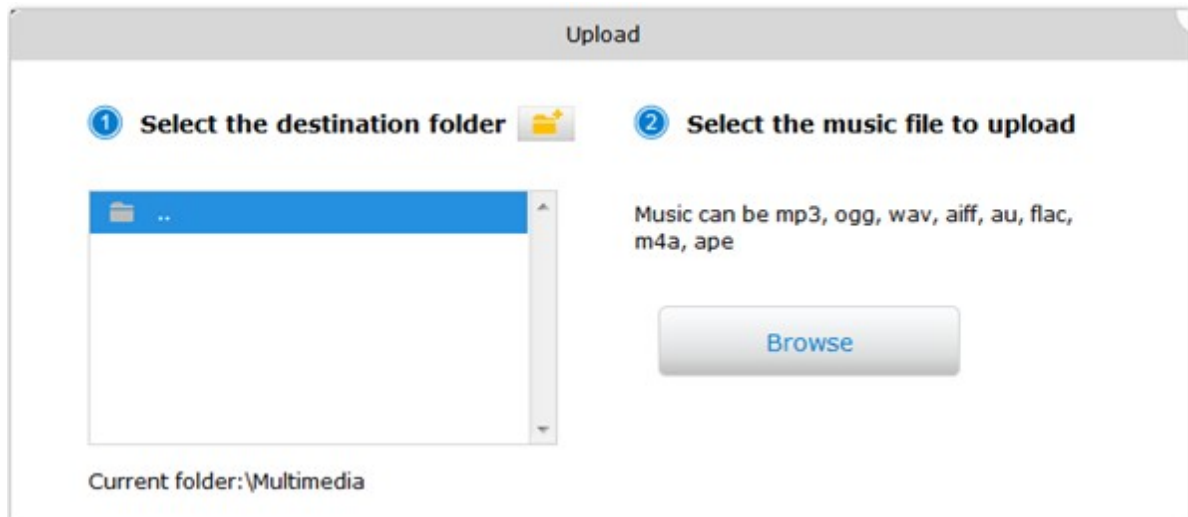 Upload
1 Select the destination folder
2 Select the music file to upload
..
Music can be mp3, ogg, wav, aiff, au, flac,
m4a, ape
Browse
Current folder:\Multimedia